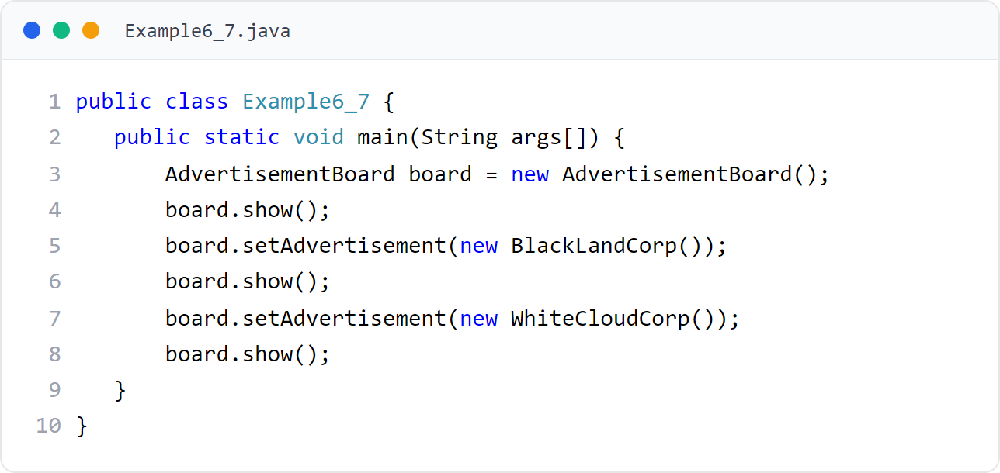 Example6_7.java
1 public class Example6_7 {
2    public static void main(String args[]) {
3        AdvertisementBoard board = new AdvertisementBoard();
4        board.show();
5        board.setAdvertisement(new BlackLandCorp());
6        board.show();
7        board.setAdvertisement(new WhiteCloudCorp());
8        board.show();
9    }
10 }